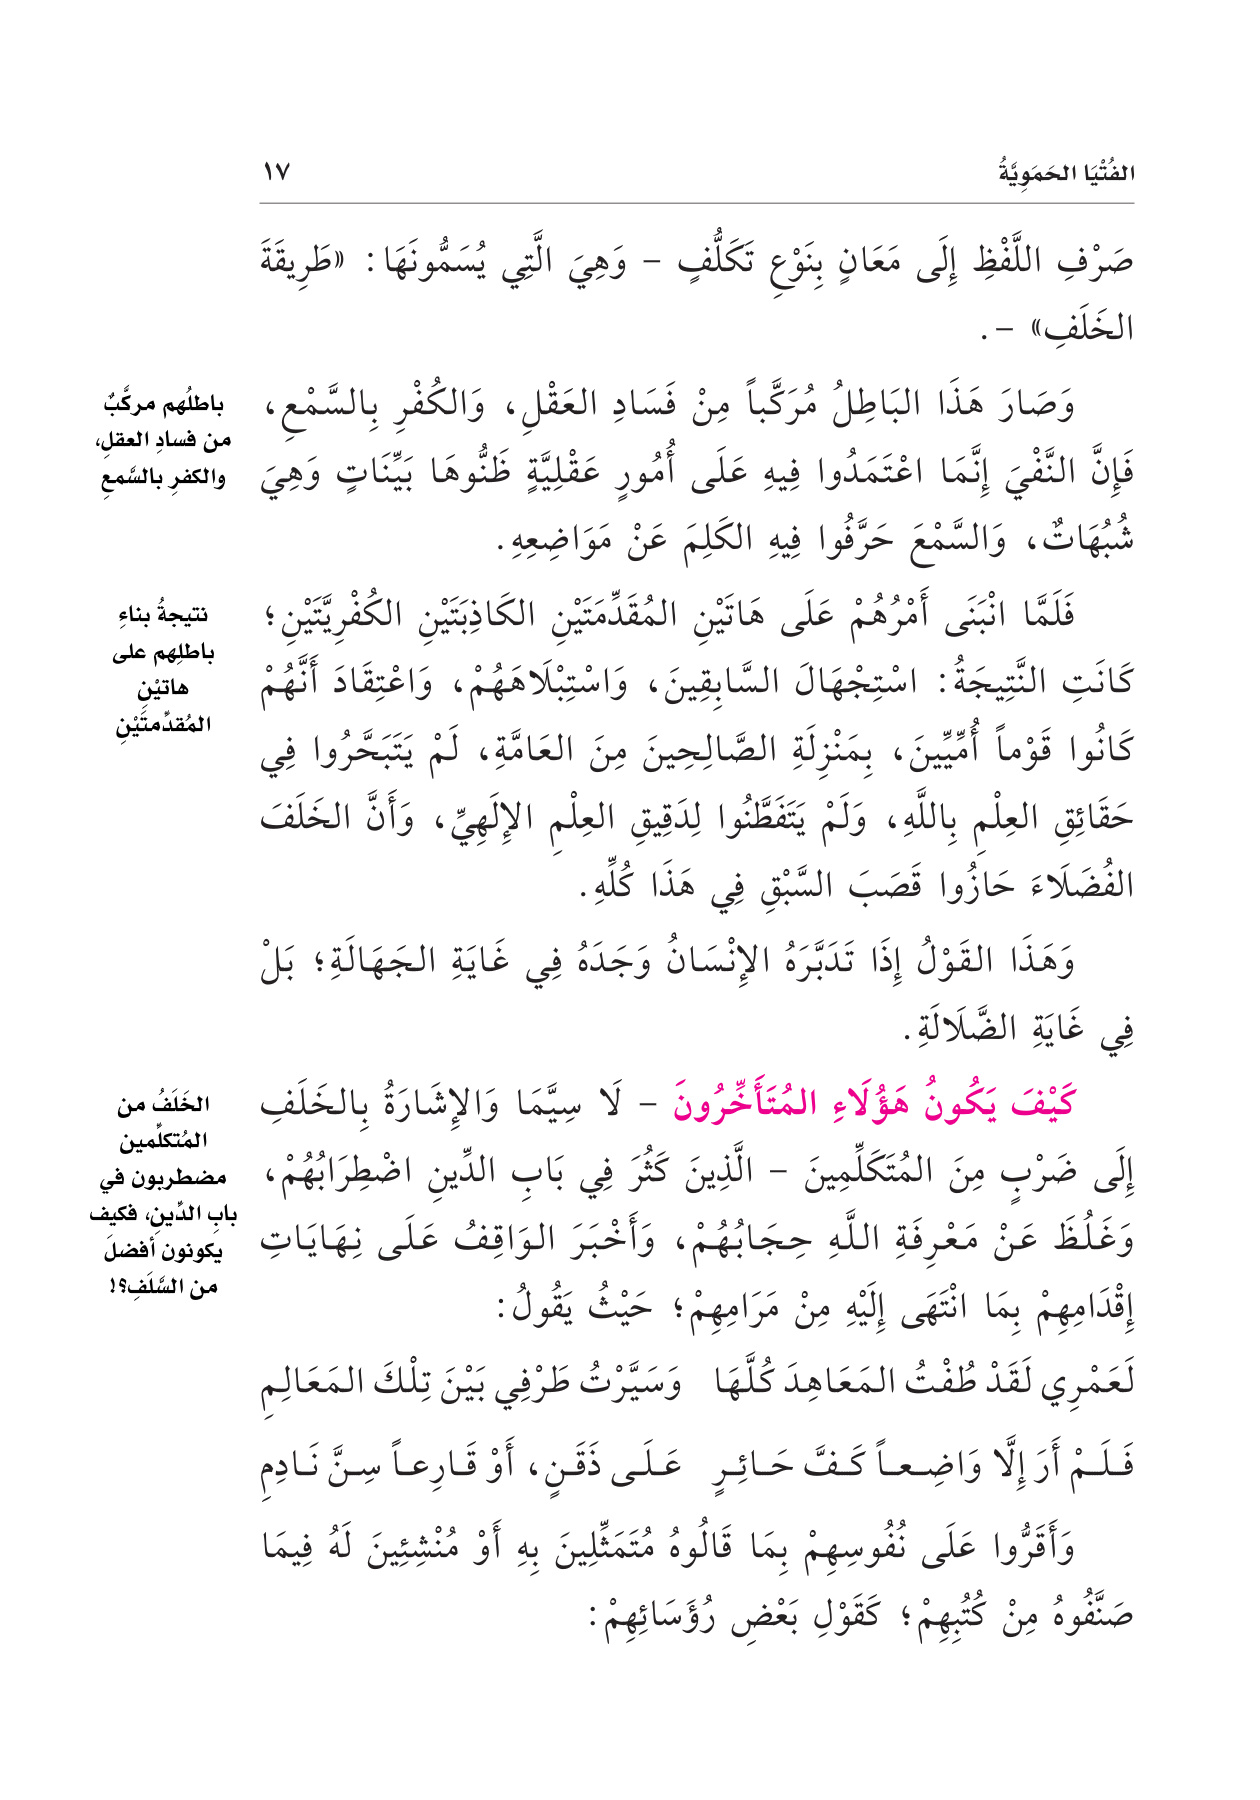 الفُتْيَا الحَمَوِيَّةُ ١٧
صَرْفِ اللَّفْظِ إِلَى مَعَانٍ بِنَوْعِ تَكَلُّفٍ – وَهِيَ الَّتِي يُسَمُّونَهَا: «طَرِيقَةَ
الخَلَفِ» –.
وَصَارَ هَذَا البَاطِلُ مُرَكَّباً مِنْ فَسَادِ العَقْلِ، وَالكُفْرِ بِالسَّمْعِ،
فَإِنَّ النَّفْيَ إِنَّمَا اعْتَمَدُوا فِيهِ عَلَى أُمُورٍ عَقْلِيَّةٍ ظَنُّوهَا بَيِّنَاتٍ وَهِيَ
شُبُهَاتٌ، وَالسَّمْعَ حَرَّفُوا فِيهِ الكَلِمَ عَنْ مَوَاضِعِهِ.
باطلُهم مركَّبٌ
من فسادِ العقلِ،
والكفرِ بالسَّمعِ
فَلَمَّا انْبَنَى أَمْرُهُمْ عَلَى هَاتَيْنِ المُقَدِّمَتَيْنِ الكَاذِبَتَيْنِ الكُفْرِيَّتَيْنِ؛
كَانَتِ النَّتِيجَةُ: اسْتِجْهَالَ السَّابِقِينَ، وَاسْتِبْلَاهَهُمْ، وَاعْتِقَادَ أَنَّهُمْ
كَانُوا قَوْماً أُمِّيِّينَ، بِمَنْزِلَةِ الصَّالِحِينَ مِنَ العَامَّةِ، لَمْ يَتَبَحَّرُوا فِي
حَقَائِقِ العِلْمِ بِاللَّهِ، وَلَمْ يَتَفَطَّنُوا لِدَقِيقِ العِلْمِ الإِلَهِيِّ، وَأَنَّ الخَلَفَ
الفُضَلَاءَ حَازُوا قَصَبَ السَّبْقِ فِي هَذَا كُلِّهِ.
نتيجةُ بناءِ
باطلِهم على
هاتيْنِ
المُقدِّمتَيْنِ
وَهَذَا القَوْلُ إِذَا تَدَبَّرَهُ الإِنْسَانُ وَجَدَهُ فِي غَايَةِ الجَهَالَةِ؛ بَلْ
فِي غَايَةِ الضَّلَالَةِ.
كَيْفَ يَكُونُ هَؤُلَاءِ المُتَأَخِّرُونَ – لَا سِيَّمَا وَالإِشَارَةُ بِالخَلَفِ
إِلَى ضَرْبٍ مِنَ المُتَكَلِّمِينَ – الَّذِينَ كَثُرَ فِي بَابِ الدِّينِ اضْطِرَابُهُمْ،
وَغَلُظَ عَنْ مَعْرِفَةِ اللَّهِ حِجَابُهُمْ، وَأَخْبَرَ الوَاقِفُ عَلَى نِهَايَاتِ
إِقْدَامِهِمْ بِمَا انْتَهَى إِلَيْهِ مِنْ مَرَامِهِمْ؛ حَيْثُ يَقُولُ:
الخَلَفُ من
المُتكلِّمين
مضطربون في
بابِ الدِّينِ، فكيف
يكونون أفضلَ
من السَّلَفِ؟!
لَعَمْرِي لَقَدْ طُفْتُ المَعَاهِدَ كُلَّهَا وَسَيَّرْتُ طَرْفِي بَيْنَ تِلْكَ المَعَالِمِ
فَلَمْ أَرَ إِلَّا وَاضِعاً كَفَّ حَائِرٍ عَلَى ذَقَنٍ، أَوْ قَارِعاً سِنَّ نَادِمِ
وَأَقَرُّوا عَلَى نُفُوسِهِمْ بِمَا قَالُوهُ مُتَمَثِّلِينَ بِهِ أَوْ مُنْشِئِينَ لَهُ فِيمَا
صَنَّفُوهُ مِنْ كُتُبِهِمْ؛ كَقَوْلِ بَعْضِ رُؤَسَائِهِمْ: